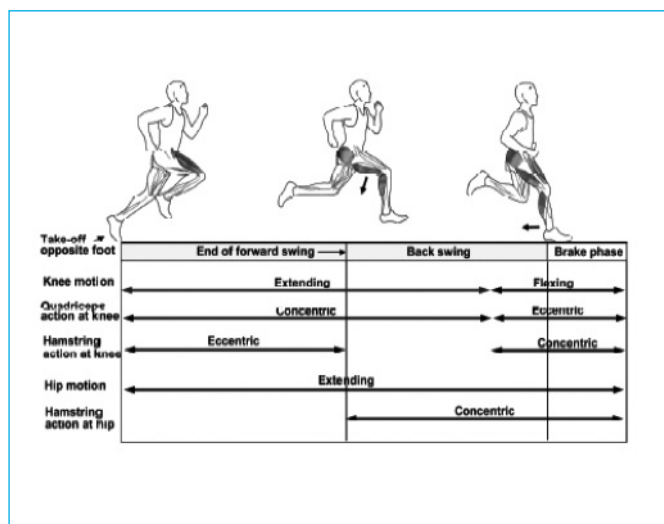 Take-off
opposite foot
End of forward swing
Back swing
Brake phase
Knee motion
Extending
Flexing
Quadriceps
action at knee
Concentric
Eccentric
Hamstring
action at knee
Eccentric
Concentric
Hip motion
Extending
Hamstring
action at hip
Concentric